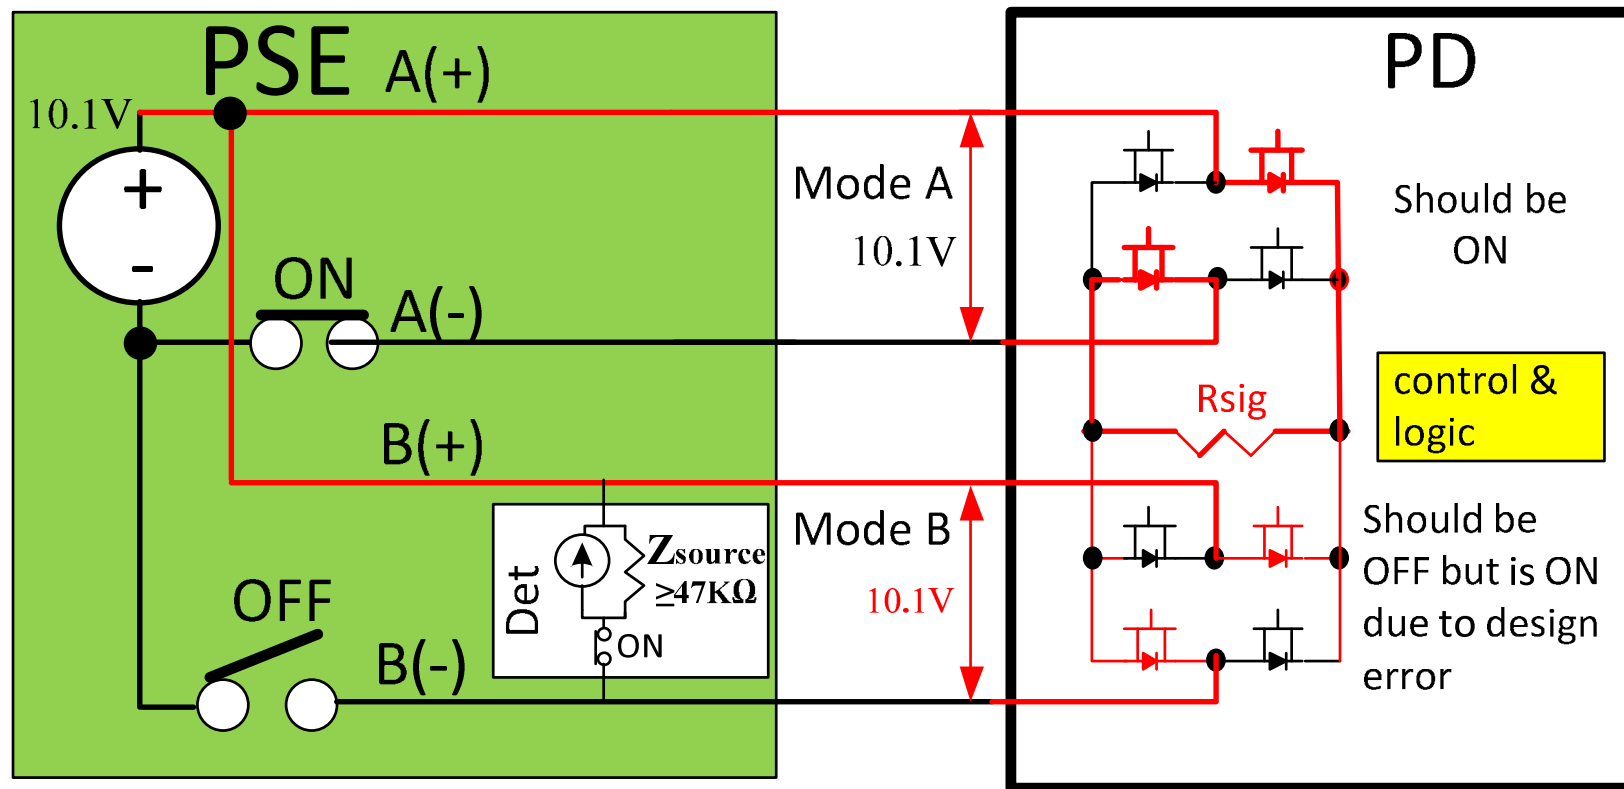 PSE
A(+)
10.1V
+
-
ON
A(-)
B(+)
OFF
B(-)
Det
Zsource
≥47KΩ
ON
Mode A
10.1V
Mode B
10.1V
PD
Should be
ON
Rsig
control &
logic
Should be
OFF but is ON
due to design
error